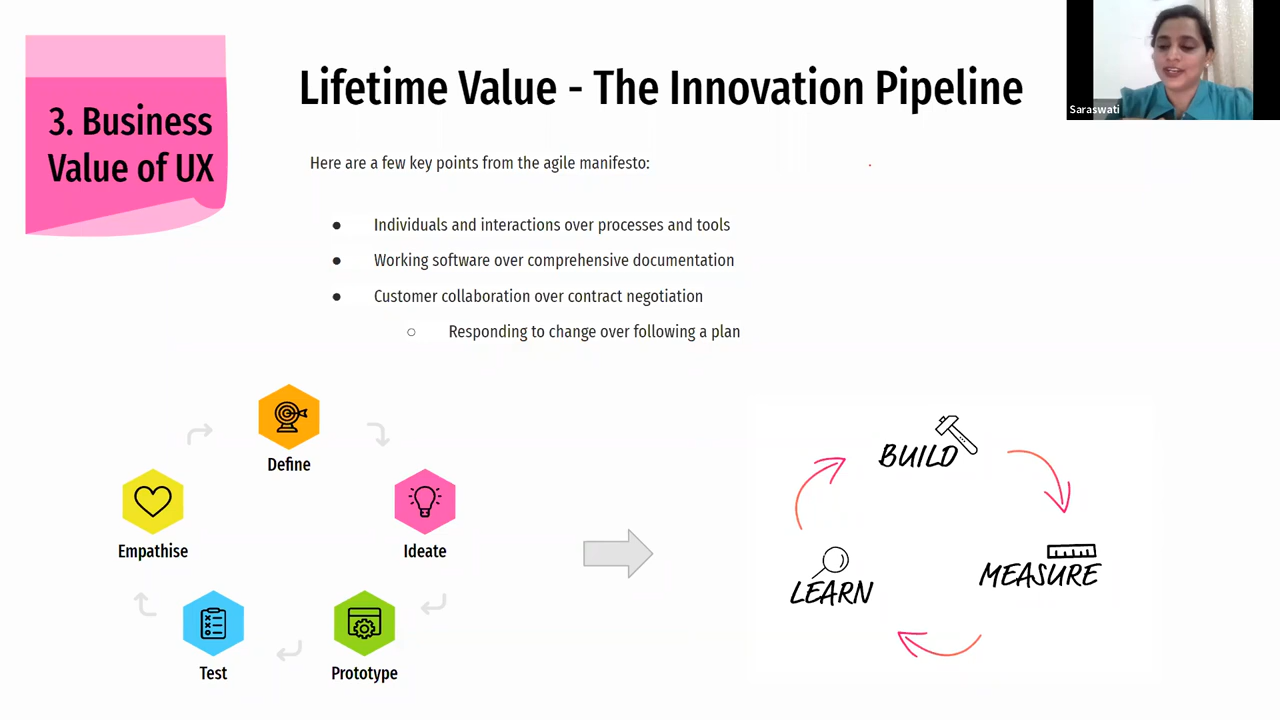 3. Business
Value of UX
Lifetime Value - The Innovation Pipeline
Saraswati
Here are a few key points from the agile manifesto:
● Individuals and interactions over processes and tools
● Working software over comprehensive documentation
● Customer collaboration over contract negotiation
○ Responding to change over following a plan
Define
Empathise
Ideate
Test
Prototype
BUILD
MEASURE
LEARN